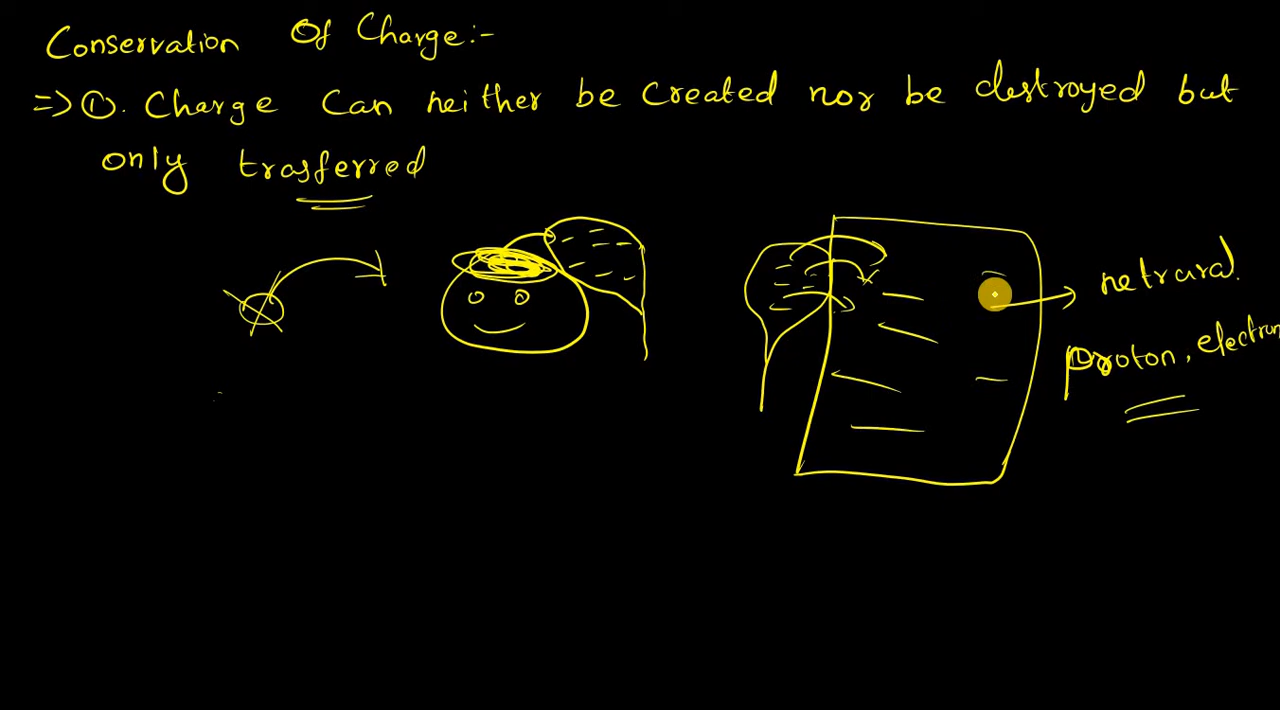 Conservation Of Charge:-
=> ①. Charge Can neither be created nor be destroyed but
only trasferred
netrural.
proton, electron